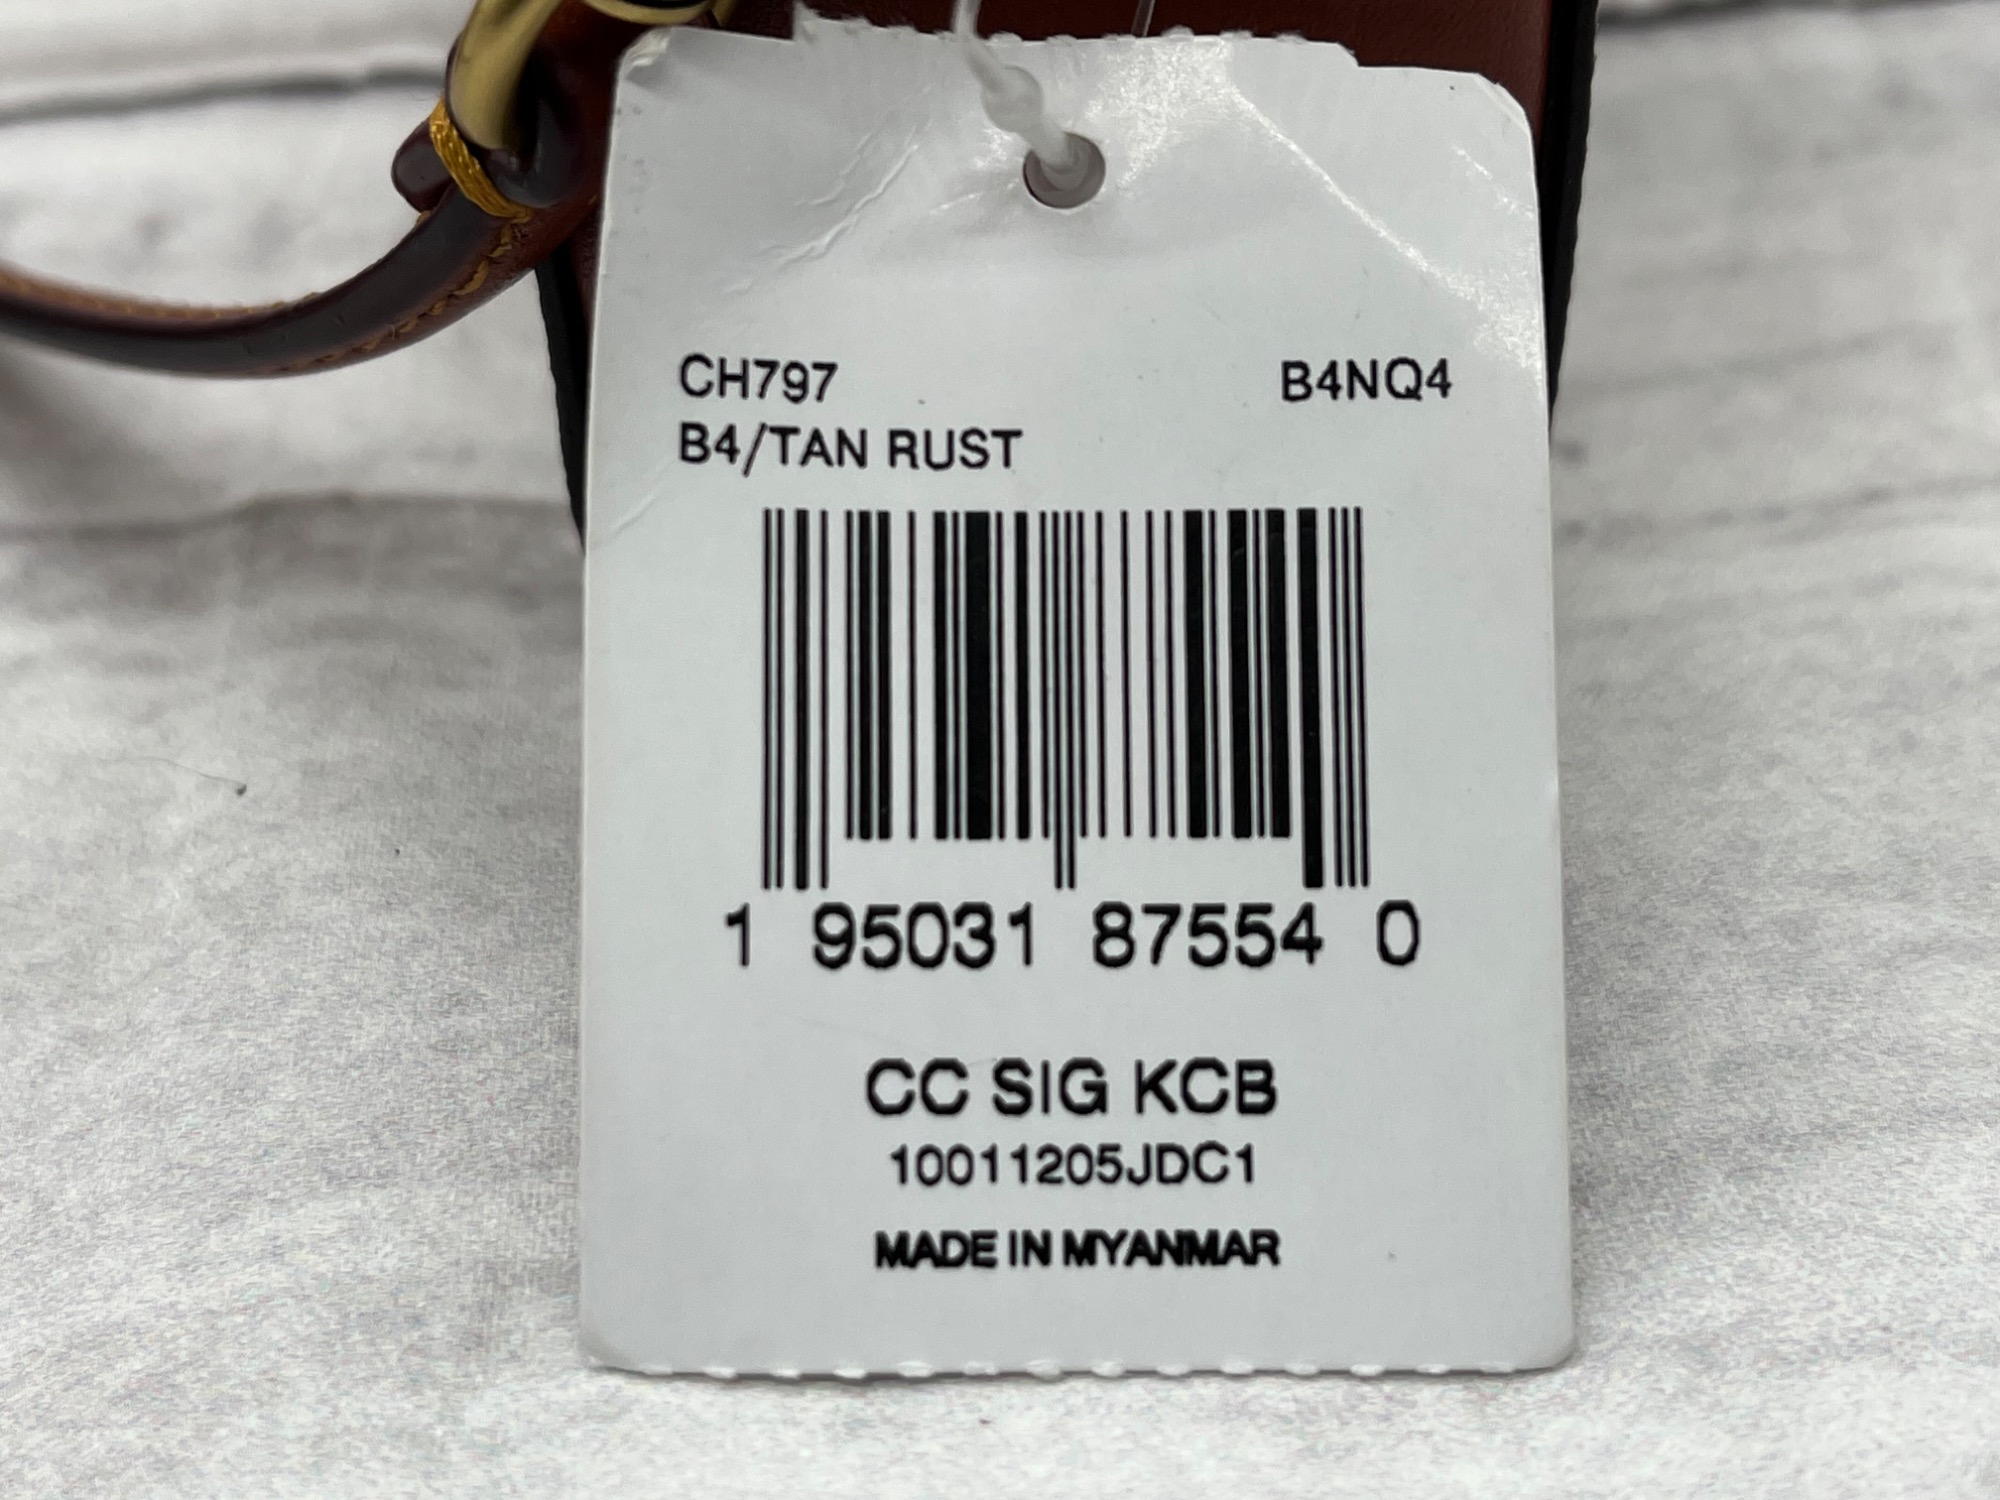 CH797 B4NQ4
B4/TAN RUST
1 95031 87554 0
CC SIG KCB
10011205JDC1
MADE IN MYANMAR